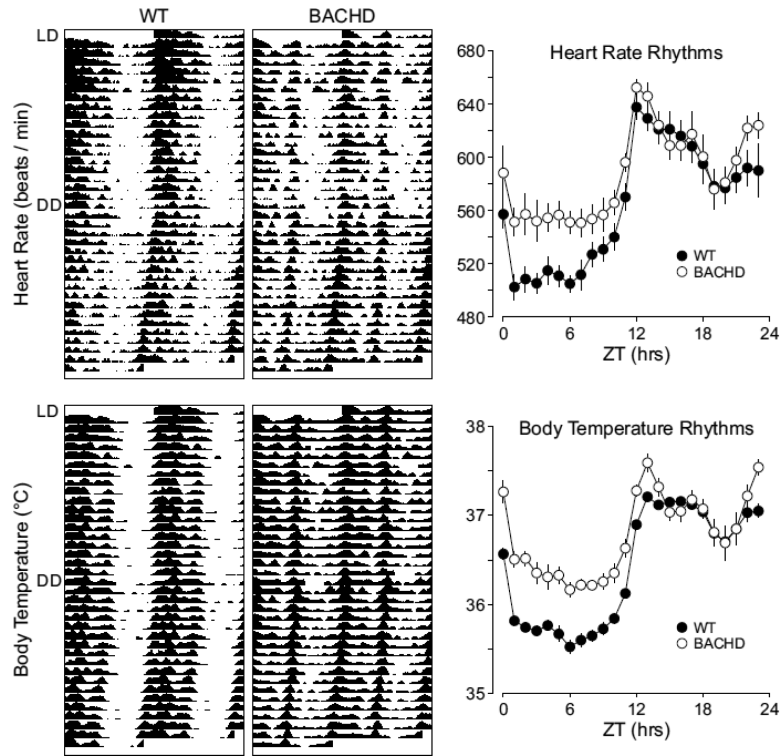 WT BACHD
LD
DD
Heart Rate (beats / min)
Heart Rate Rhythms
680
640
600
560
520
480
WT
BACHD
0 6 12 18 24
ZT (hrs)
LD
DD
Body Temperature (°C)
Body Temperature Rhythms
38
37
36
35
WT
BACHD
0 6 12 18 24
ZT (hrs)